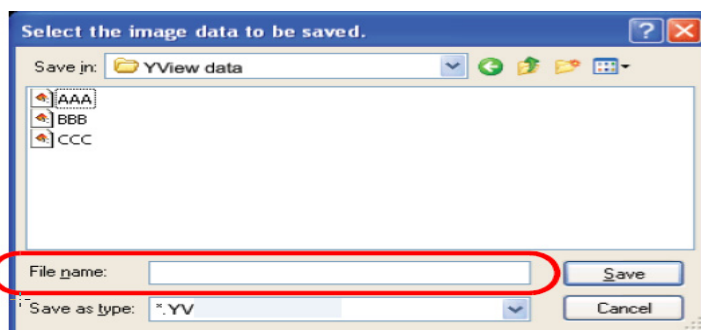 Select the image data to be saved.
Save in: YView data
AAA
BBB
CCC
File name: Save
Save as type: *.YV Cancel